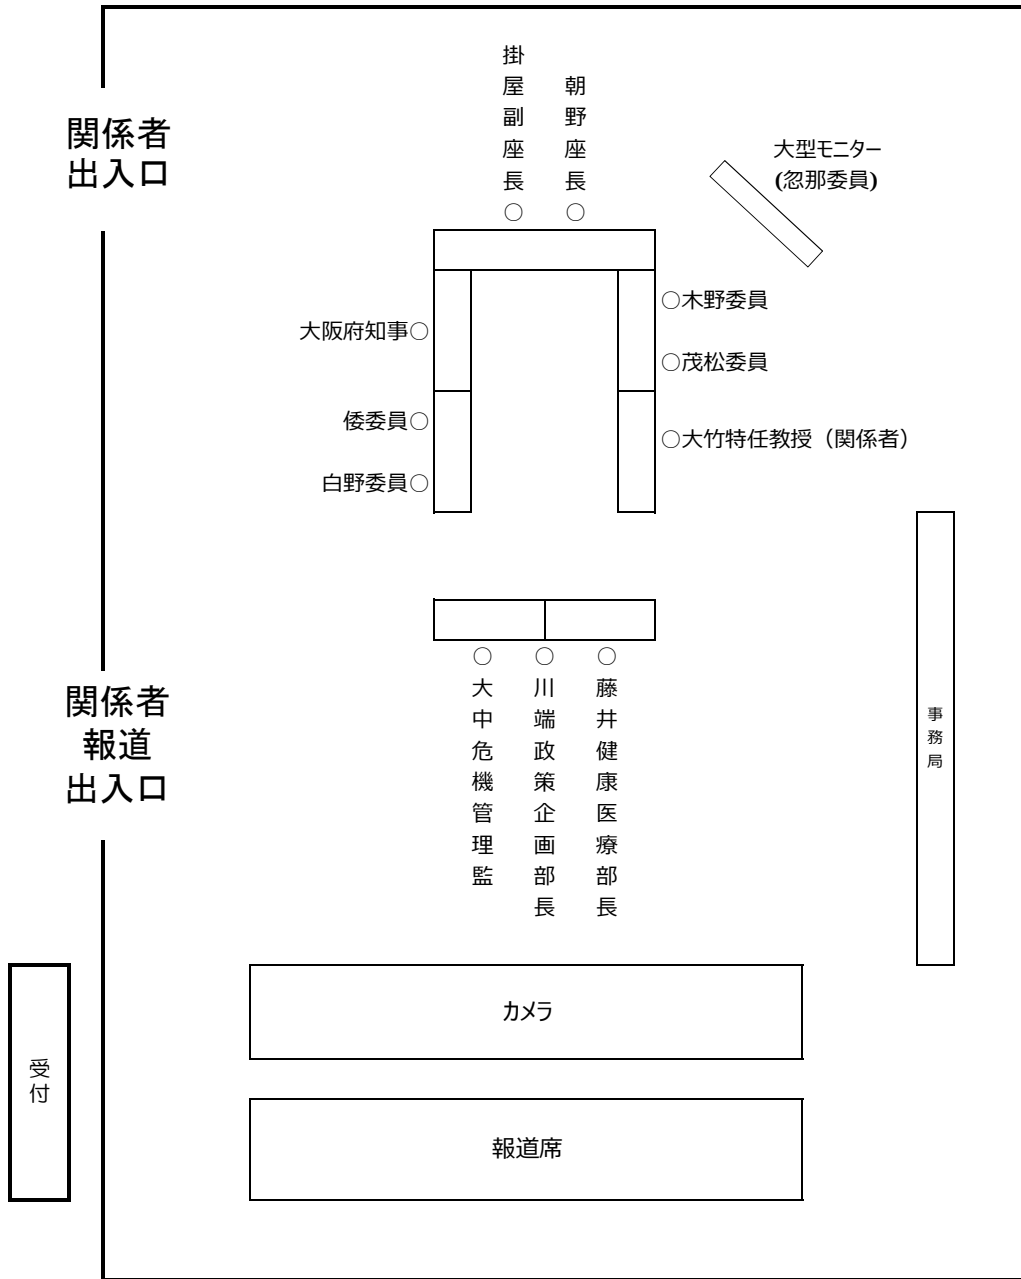 掛屋副座長○
朝野座長○
関係者
出入口
大型モニター
(忽那委員)
○木野委員
大阪府知事○
○茂松委員
倭委員○
○大竹特任教授（関係者）
白野委員○
○大中危機管理監
○川端政策企画部長
○藤井健康医療部長
関係者
報道
出入口
事務局
カメラ
受付
報道席